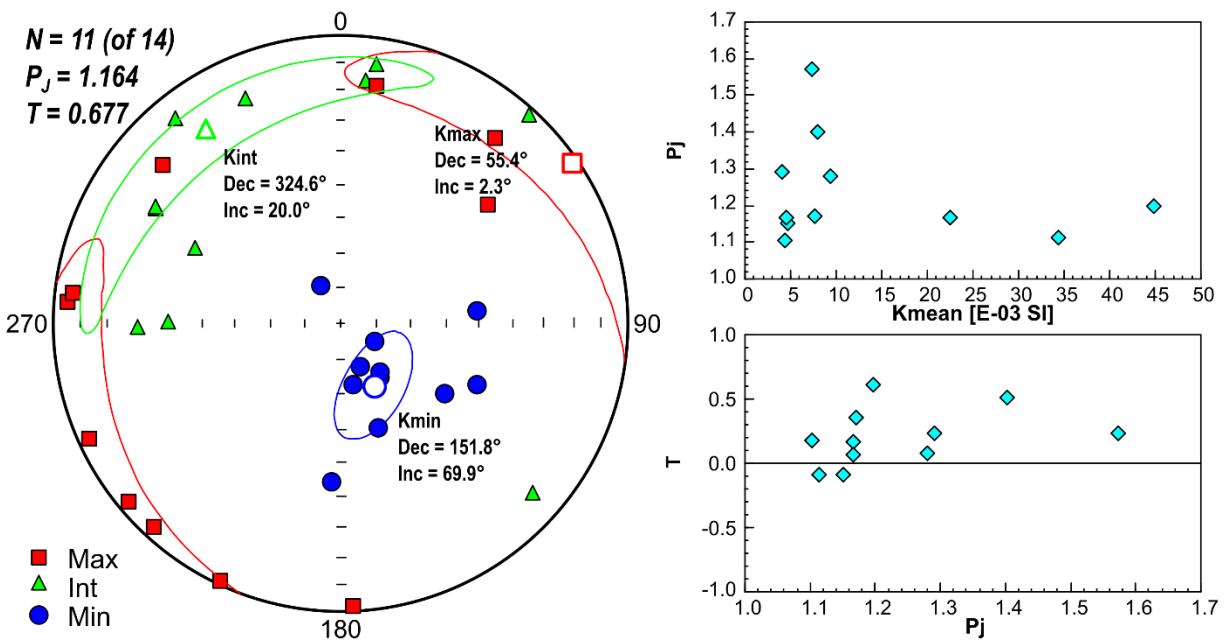 N = 11 (of 14)
PJ = 1.164
T = 0.677
0
90
180
270
Kint
Dec = 324.6°
Inc = 20.0°
Kmax
Dec = 55.4°
Inc = 2.3°
Kmin
Dec = 151.8°
Inc = 69.9°
Max
Int
Min
1.7
1.6
1.5
1.4
1.3
1.2
1.1
1.0
Pj
0 5 10 15 20 25 30 35 40 45 50
Kmean [E-03 SI]
1.0
0.5
0.0
-0.5
-1.0
T
1.0 1.1 1.2 1.3 1.4 1.5 1.6 1.7
Pj